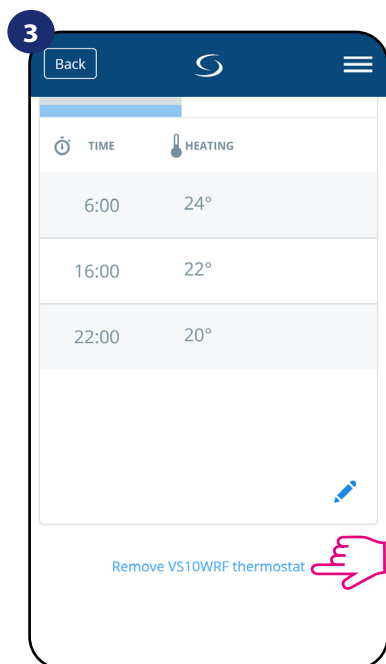 3
Back
TIME HEATING
6:00 24°
16:00 22°
22:00 20°
Remove VS10WRF thermostat